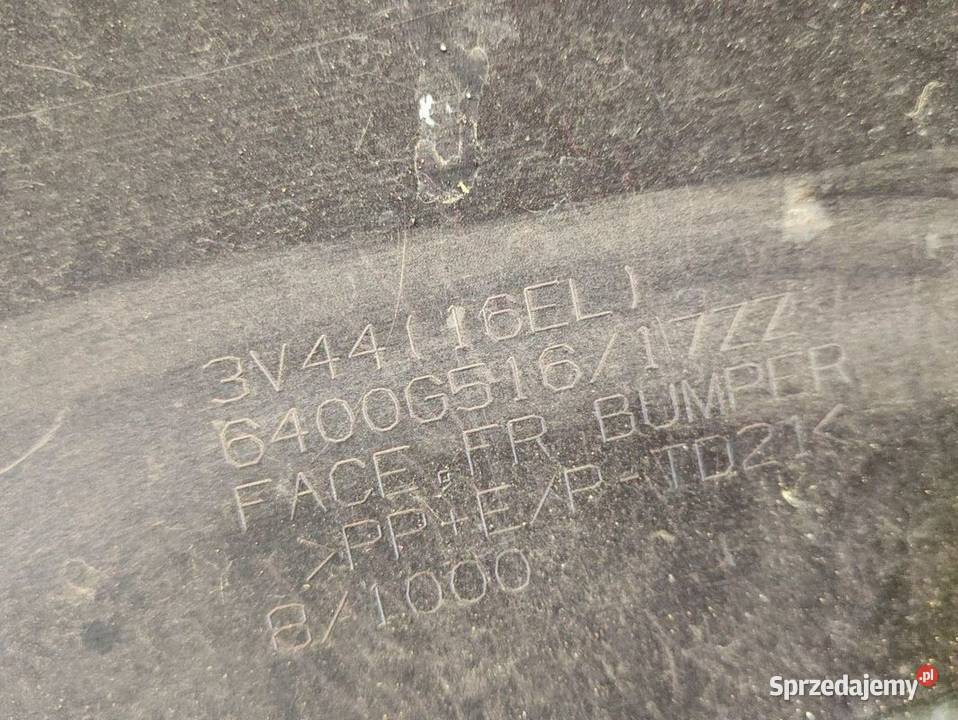 3V44(16EL)
6400G516/17ZZ
FACE,FR BUMPER
>PP+E/P-TD21<
8/1000
Sprzedajemy.pl